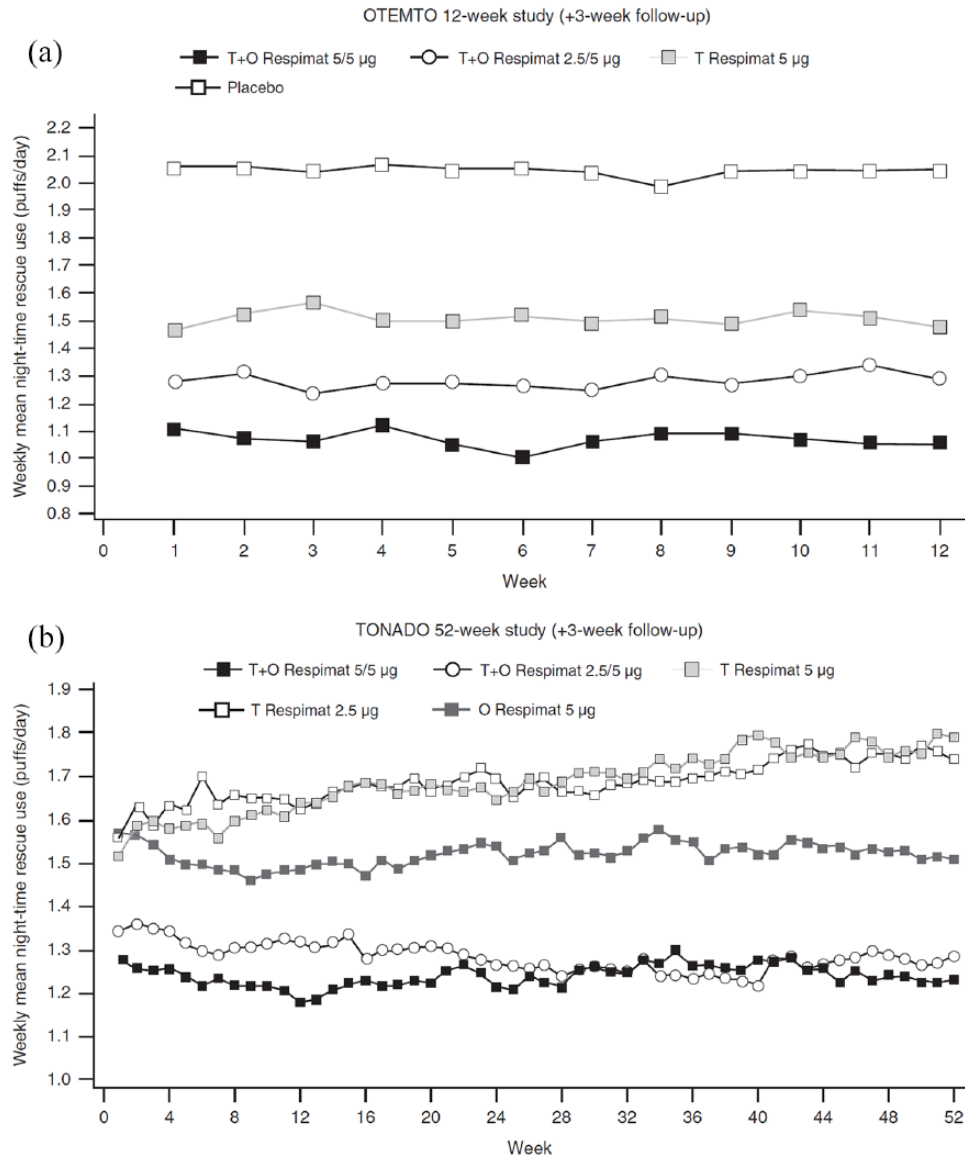 OTEMTO 12-week study (+3-week follow-up)
(a)
T+O Respimat 5/5 µg T+O Respimat 2.5/5 µg T Respimat 5 µg
Placebo
Weekly mean night-time rescue use (puffs/day)
2.2
2.1
2.0
1.9
1.8
1.7
1.6
1.5
1.4
1.3
1.2
1.1
1.0
0.9
0.8
0 1 2 3 4 5 6 7 8 9 10 11 12
Week
(b)
TONADO 52-week study (+3-week follow-up)
T+O Respimat 5/5 µg T+O Respimat 2.5/5 µg T Respimat 5 µg
T Respimat 2.5 µg O Respimat 5 µg
Weekly mean night-time rescue use (puffs/day)
1.9
1.8
1.7
1.6
1.5
1.4
1.3
1.2
1.1
1.0
0 4 8 12 16 20 24 28 32 36 40 44 48 52
Week